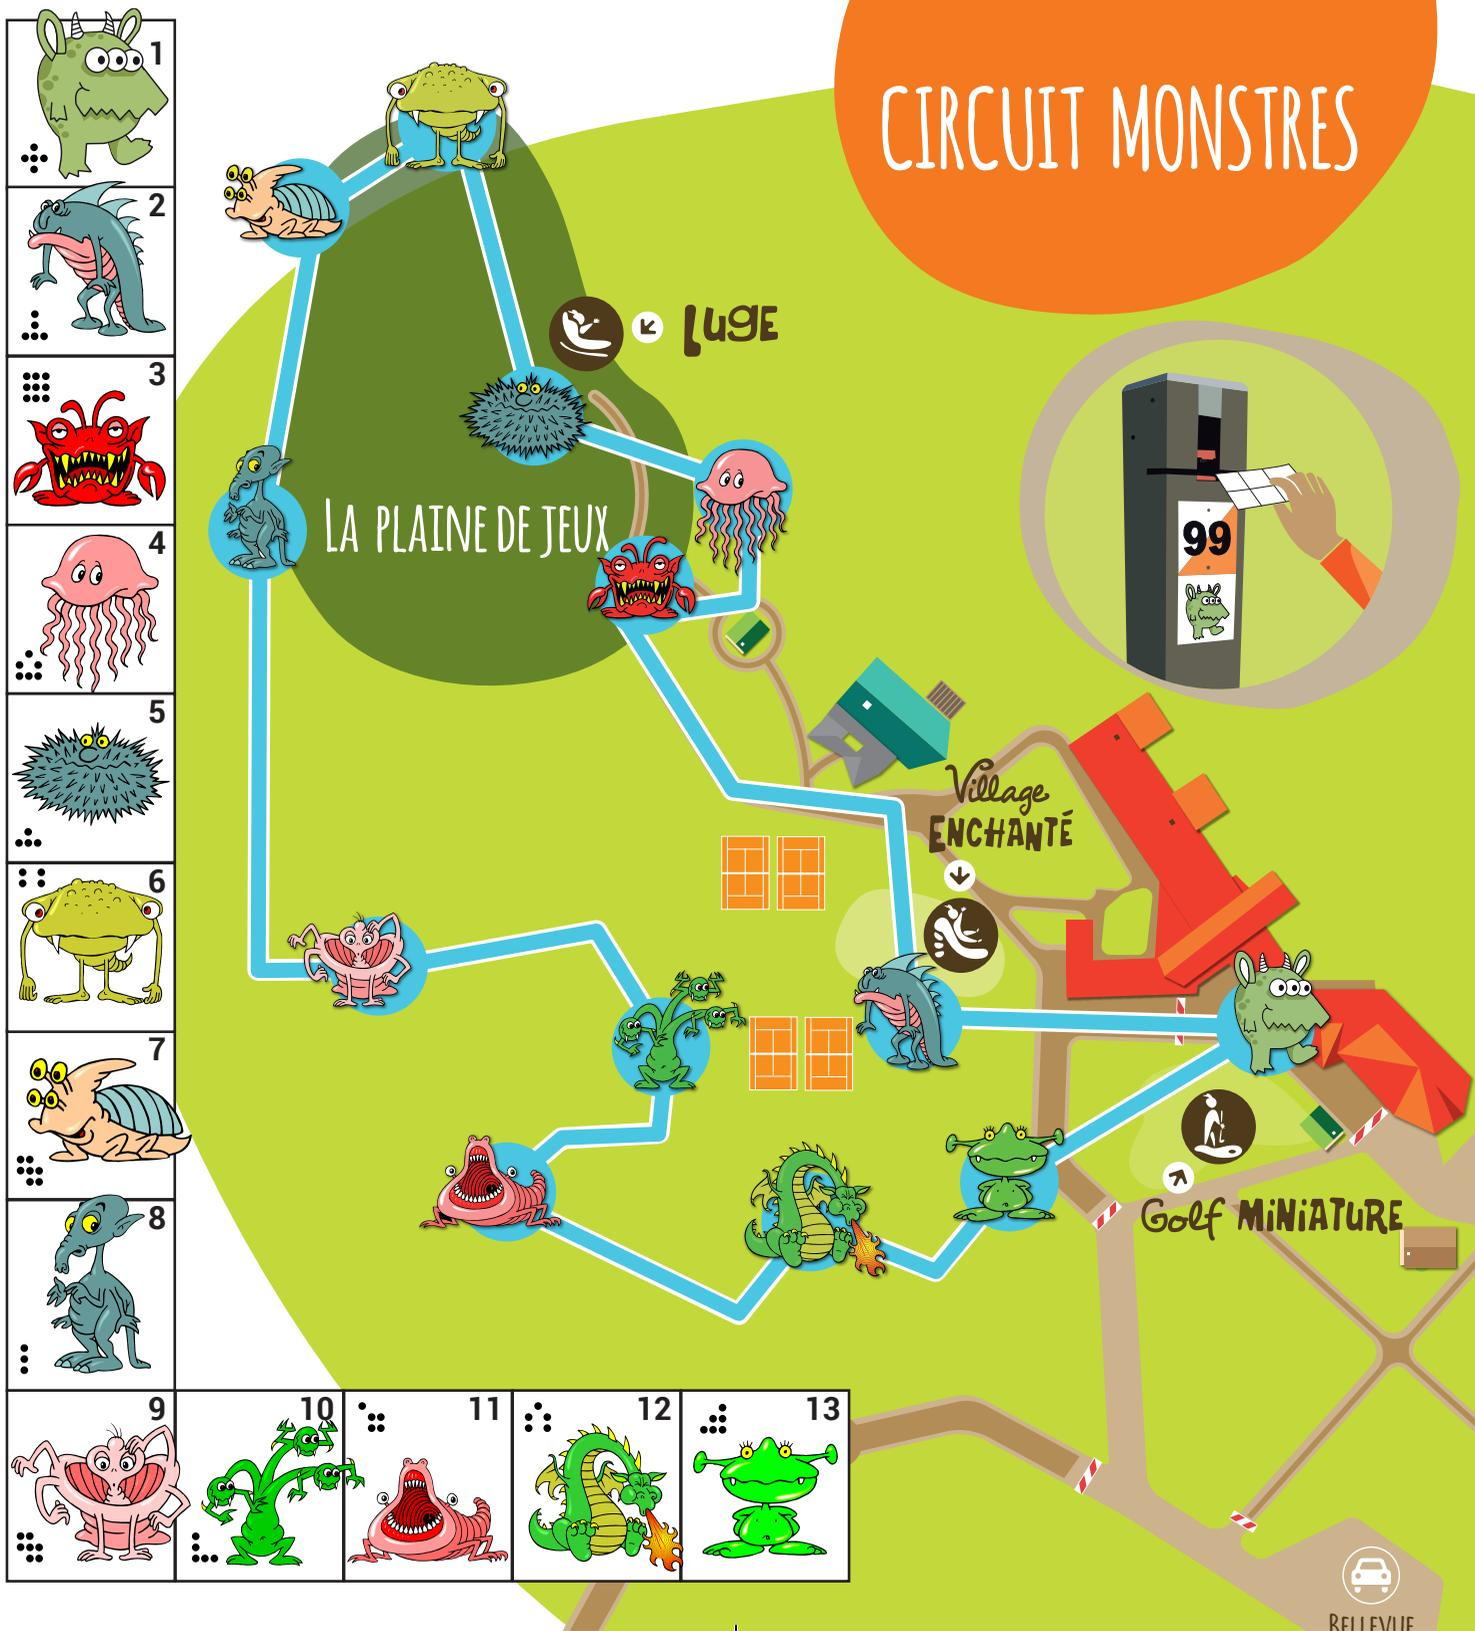 CIRCUIT MONSTRES
1
2
3
4
5
6
7
8
9
10
11
12
13
LUGE
LA PLAINE DE JEUX
99
Village
ENCHANTÉ
Golf MiNiATURE
BELLEVUE